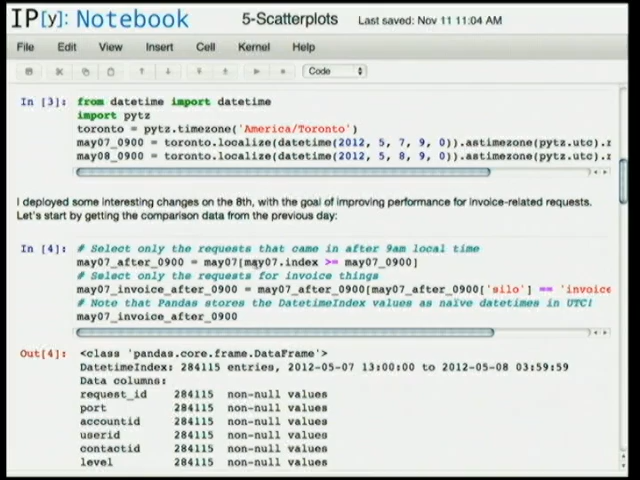 IP[y]: Notebook 5-Scatterplots Last saved: Nov 11 11:04 AM
File Edit View Insert Cell Kernel Help
Code
In [3]: from datetime import datetime
import pytz
toronto = pytz.timezone('America/Toronto')
may07_0900 = toronto.localize(datetime(2012, 5, 7, 9, 0)).astimezone(pytz.utc).r
may08_0900 = toronto.localize(datetime(2012, 5, 8, 9, 0)).astimezone(pytz.utc).r
I deployed some interesting changes on the 8th, with the goal of improving performance for invoice-related requests.
Let's start by getting the comparison data from the previous day:
In [4]: # Select only the requests that came in after 9am local time
may07_after_0900 = may07[may07.index >= may07_0900]
# Select only the requests for invoice things
may07_invoice_after_0900 = may07_after_0900[may07_after_0900['silo'] == 'invoice
# Note that Pandas stores the DatetimeIndex values as naïve datetimes in UTC!
may07_invoice_after_0900
Out[4]: <class 'pandas.core.frame.DataFrame'>
DatetimeIndex: 284115 entries, 2012-05-07 13:00:00 to 2012-05-08 03:59:59
Data columns:
request_id 284115 non-null values
port 284115 non-null values
accountid 284115 non-null values
userid 284115 non-null values
contactid 284115 non-null values
level 284115 non-null values